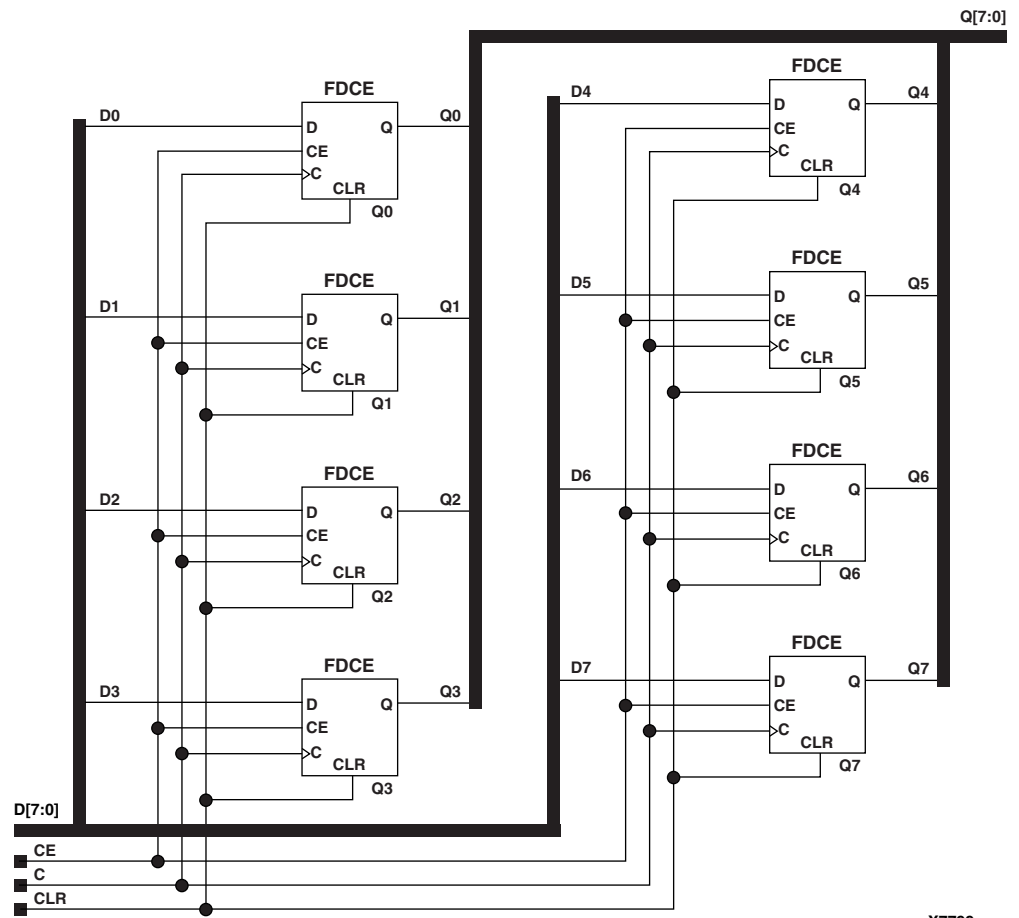 Q[7:0]
FDCE
D0 D Q Q0
CE
C
CLR
Q0
FDCE
D1 D Q Q1
CE
C
CLR
Q1
FDCE
D2 D Q Q2
CE
C
CLR
Q2
FDCE
D3 D Q Q3
CE
C
CLR
Q3
FDCE
D4 D Q Q4
CE
C
CLR
Q4
FDCE
D5 D Q Q5
CE
C
CLR
Q5
FDCE
D6 D Q Q6
CE
C
CLR
Q6
FDCE
D7 D Q Q7
CE
C
CLR
Q7
D[7:0]
CE
C
CLR